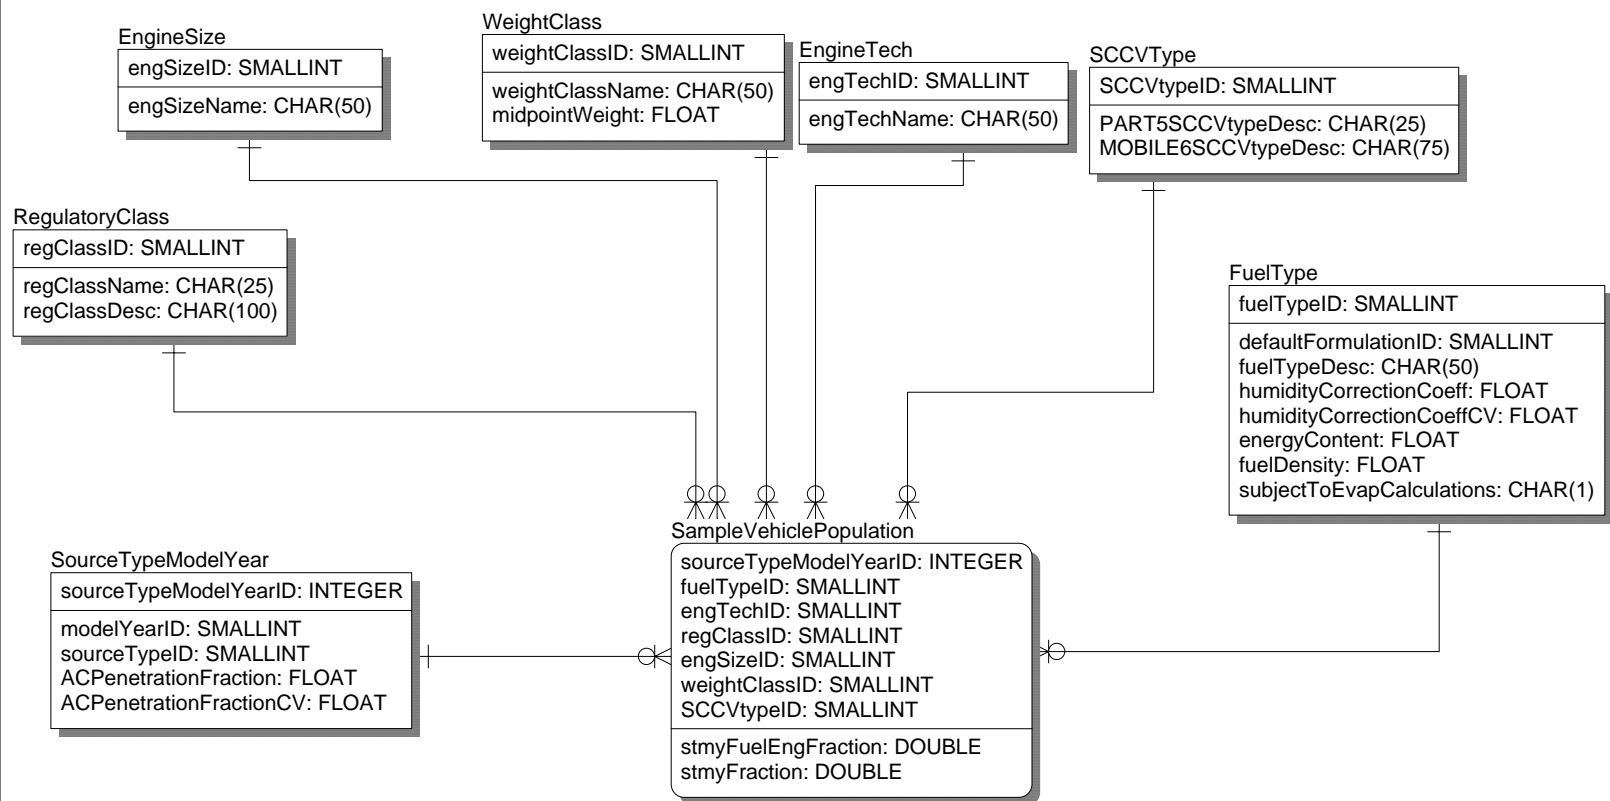 EngineSize
engSizeID: SMALLINT
engSizeName: CHAR(50)
WeightClass
weightClassID: SMALLINT
weightClassName: CHAR(50)
midpointWeight: FLOAT
EngineTech
engTechID: SMALLINT
engTechName: CHAR(50)
SCCVType
SCCVtypeID: SMALLINT
PART5SCCVtypeDesc: CHAR(25)
MOBILE6SCCVtypeDesc: CHAR(75)
RegulatoryClass
regClassID: SMALLINT
regClassName: CHAR(25)
regClassDesc: CHAR(100)
FuelType
fuelTypeID: SMALLINT
defaultFormulationID: SMALLINT
fuelTypeDesc: CHAR(50)
humidityCorrectionCoeff: FLOAT
humidityCorrectionCoeffCV: FLOAT
energyContent: FLOAT
fuelDensity: FLOAT
subjectToEvapCalculations: CHAR(1)
SourceTypeModelYear
sourceTypeModelYearID: INTEGER
modelYearID: SMALLINT
sourceTypeID: SMALLINT
ACPenetrationFraction: FLOAT
ACPenetrationFractionCV: FLOAT
SampleVehiclePopulation
sourceTypeModelYearID: INTEGER
fuelTypeID: SMALLINT
engTechID: SMALLINT
regClassID: SMALLINT
engSizeID: SMALLINT
weightClassID: SMALLINT
SCCVtypeID: SMALLINT
stmyFuelEngFraction: DOUBLE
stmyFraction: DOUBLE